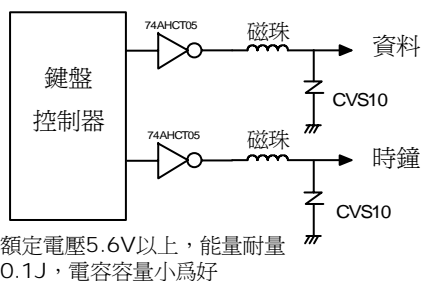 74AHCT05
磁珠
資料
鍵盤
控制器
CVS10
74AHCT05
磁珠
時鐘
CVS10
額定電壓5.6V以上，能量耐量
0.1J，電容容量小爲好